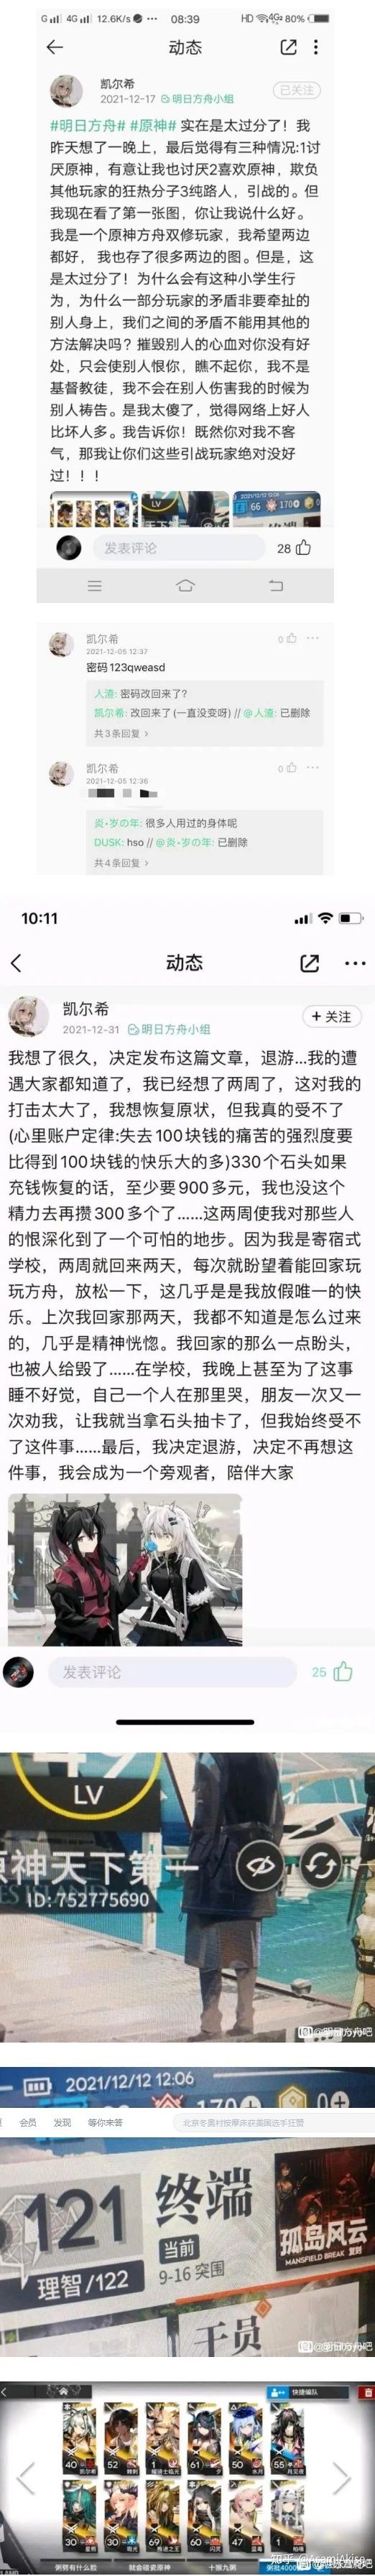 08:39
12.6K/s
HD
4G
80%
动态
凯尔希
2021-12-17 明日方舟小组
已关注
#明日方舟# #原神# 实在是太过分了！我
昨天想了一晚上，最后觉得有三种情况:1讨
厌原神，有意让我也讨厌2喜欢原神，欺负
其他玩家的狂热分子3纯路人，引战的。但
我现在看了第一张图，你让我说什么好。
我是一个原神方舟双修玩家，我希望两边
都好， 我也存了很多两边的图。但是，这
是太过分了！为什么会有这种小学生行
为，为什么一部分玩家的矛盾非要牵扯的
别人身上，我们之间的矛盾不能用其他的
方法解决吗？摧毁别人的心血对你没有好
处，只会使别人恨你，瞧不起你，我不是
基督教徒，我不会在别人伤害我的时候为
别人祷告。是我太傻了，觉得网络上好人
比坏人多。我告诉你！既然你对我不客
气，那我让你们这些引战玩家绝对没好
过！！！
LV
66
170
发表评论
28
凯尔希
0
2021-12-05 12:37
密码123qweasd
人渣: 密码改回来了?
凯尔希: 改回来了(一直没变呀) // @人渣: 已删除
共3条回复 >
凯尔希
0
2021-12-05 12:36
炎•岁の年: 很多人用过的身体呢
DUSK: hso // @炎•岁の年: 已删除
共4条回复 >
10:11
动态
凯尔希
2021-12-31 明日方舟小组
+ 关注
我想了很久，决定发布这篇文章，退游...我的遭
遇大家都知道了，我已经想了两周了，这对我的
打击太大了，我想恢复原状，但我真的受不了
(心里账户定律:失去100块钱的痛苦的强烈度要
比得到100块钱的快乐大的多)330个石头如果
充钱恢复的话，至少要900多元，我也没这个
精力去再攒300多个了......这两周使我对那些人
的恨深化到了一个可怕的地步。因为我是寄宿式
学校，两周就回来两天，每次就盼望着能回家玩
玩方舟，放松一下，这几乎是是我放假唯一的快
乐。上次我回家那两天，我都不知道是怎么过来
的，几乎是精神恍惚。我回家的那么一点盼头，
也被人给毁了......在学校，我晚上甚至为了这事
睡不好觉，自己一个人在那里哭，朋友一次又一
次劝我，让我就当拿石头抽卡了，但我始终受不
了这件事......最后，我决定退游，决定不再想这
件事，我会成为一个旁观者，陪伴大家
发表评论
25
LV
原神天下第一
ID: 752775690
@明日方舟吧
2021/12/12 12:06
170+
0+
会员
发现
等你来答
北京冬奥村按摩床获美国选手狂赞
121
理智/122
终端
当前
9-16 突围
孤岛风云
MANSFIELD BREAK 复刻
干员
@明日方舟吧
快捷编队
40
52
1
61
50
55
30
30
69
60
47
1
知乎 @AsamiAkiso